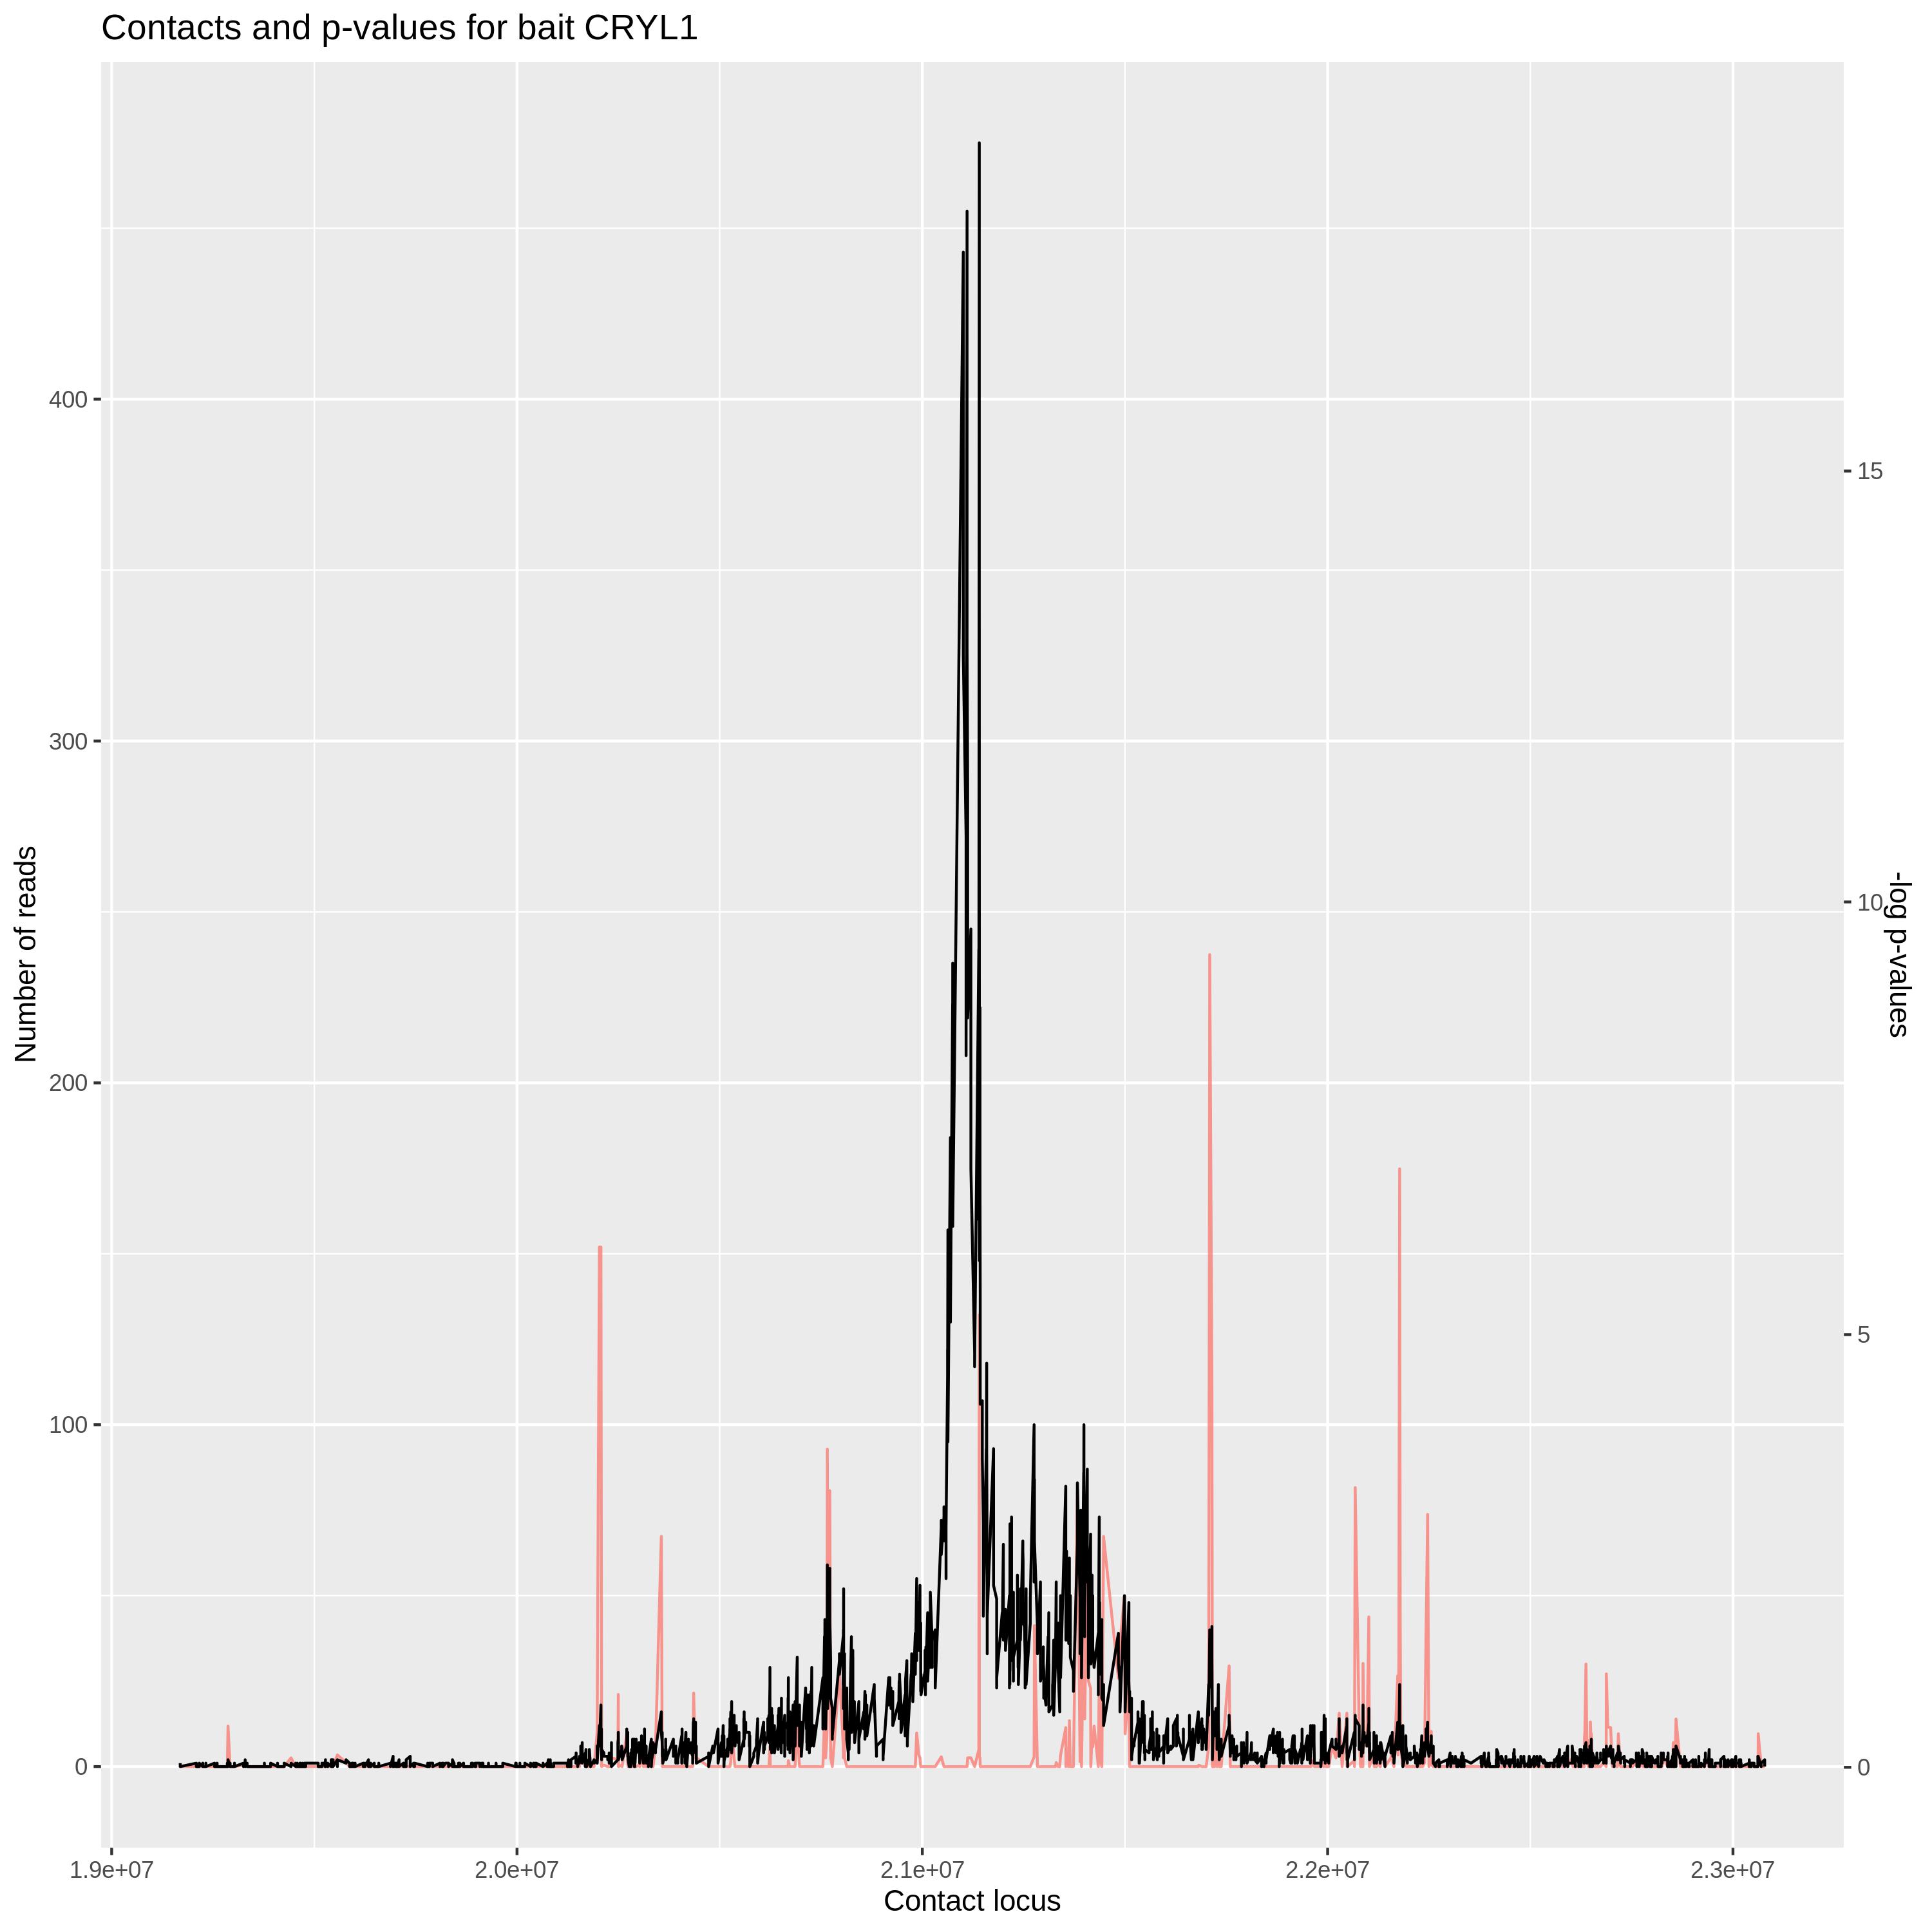 Contacts and p-values for bait CRYL1
Number of reads
400
300
200
100
0
15
10
5
0
-log p-values
1.9e+07 2.0e+07 2.1e+07 2.2e+07 2.3e+07
Contact locus